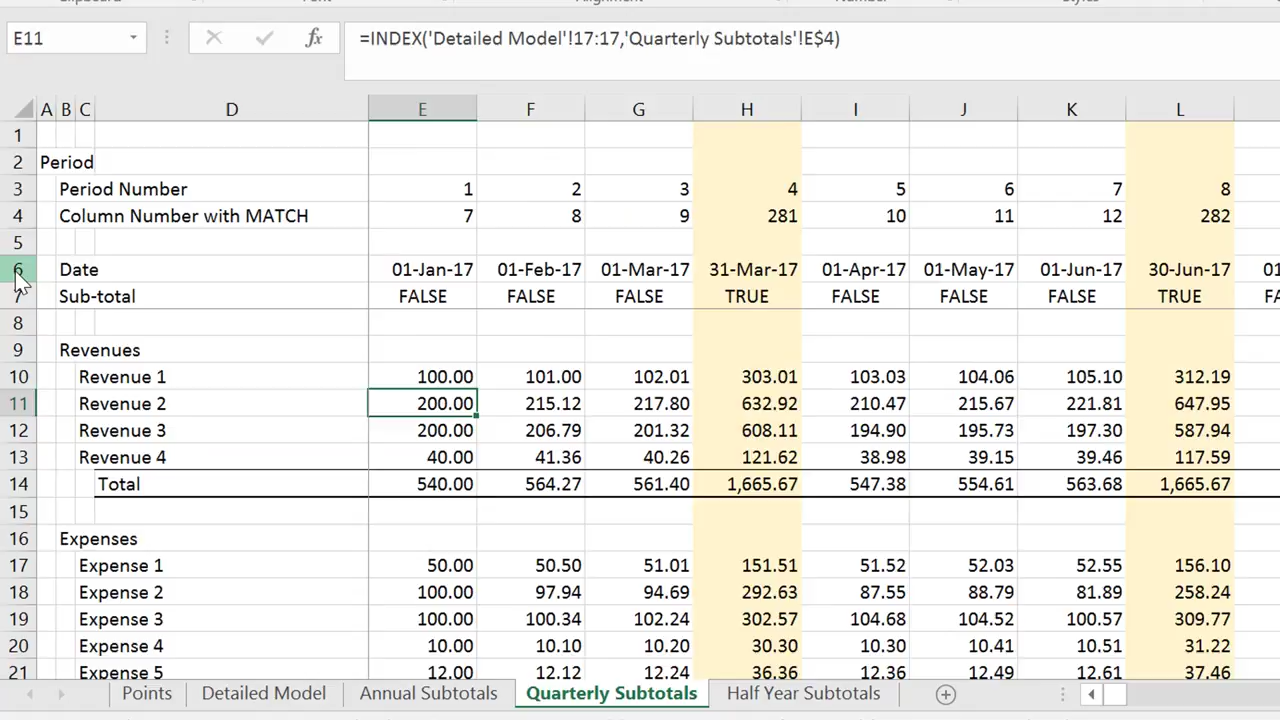 E11 fx =INDEX('Detailed Model'!17:17,'Quarterly Subtotals'!E$4)
A B C D E F G H I J K L
1
2 Period
3 Period Number 1 2 3 4 5 6 7 8
4 Column Number with MATCH 7 8 9 281 10 11 12 282
5
6 Date 01-Jan-17 01-Feb-17 01-Mar-17 31-Mar-17 01-Apr-17 01-May-17 01-Jun-17 30-Jun-17 01
7 Sub-total FALSE FALSE FALSE TRUE FALSE FALSE FALSE TRUE FA
8
9 Revenues
10 Revenue 1 100.00 101.00 102.01 303.01 103.03 104.06 105.10 312.19
11 Revenue 2 200.00 215.12 217.80 632.92 210.47 215.67 221.81 647.95
12 Revenue 3 200.00 206.79 201.32 608.11 194.90 195.73 197.30 587.94
13 Revenue 4 40.00 41.36 40.26 121.62 38.98 39.15 39.46 117.59
14 Total 540.00 564.27 561.40 1,665.67 547.38 554.61 563.68 1,665.67
15
16 Expenses
17 Expense 1 50.00 50.50 51.01 151.51 51.52 52.03 52.55 156.10
18 Expense 2 100.00 97.94 94.69 292.63 87.55 88.79 81.89 258.24
19 Expense 3 100.00 100.34 102.24 302.57 104.68 104.52 100.57 309.77
20 Expense 4 10.00 10.10 10.20 30.30 10.30 10.41 10.51 31.22
21 Expense 5 12.00 12.12 12.24 36.36 12.36 12.49 12.61 37.46
Points Detailed Model Annual Subtotals Quarterly Subtotals Half Year Subtotals